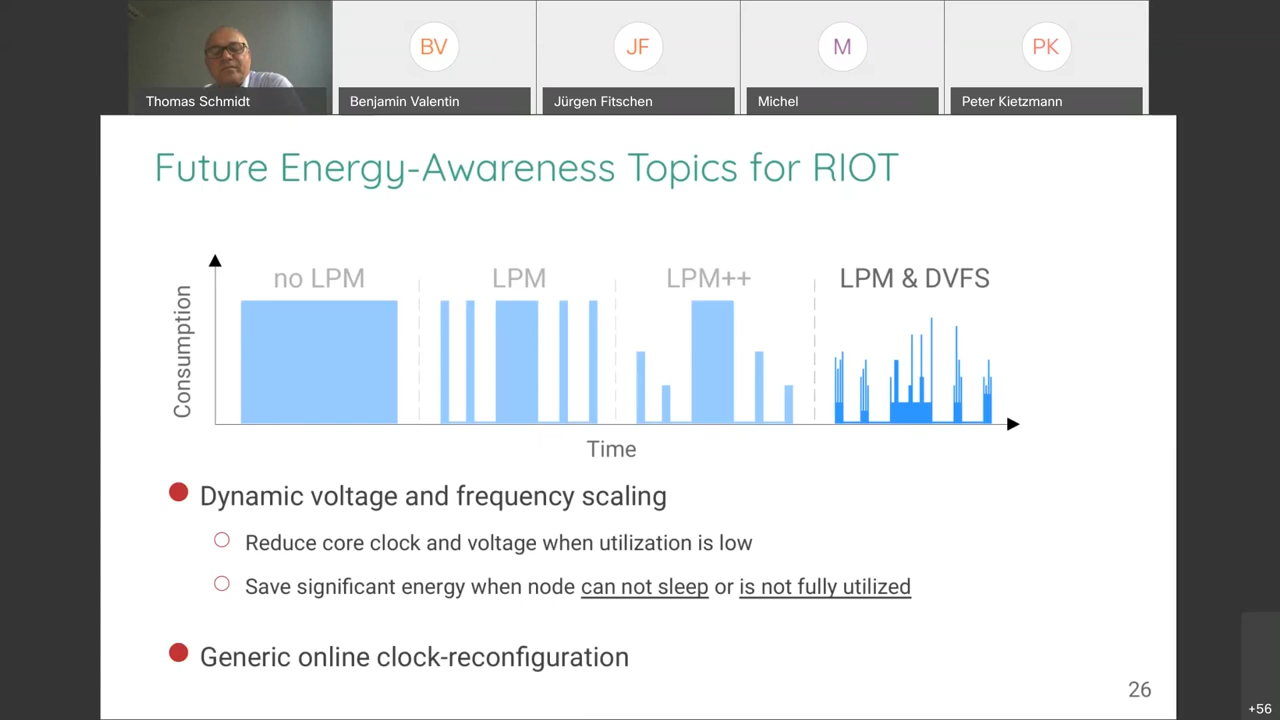 BV
JF
M
PK
Thomas Schmidt
Benjamin Valentin
Jürgen Fitschen
Michel
Peter Kietzmann
Future Energy-Awareness Topics for RIOT
no LPM
LPM
LPM++
LPM & DVFS
Consumption
Time
Dynamic voltage and frequency scaling
Reduce core clock and voltage when utilization is low
Save significant energy when node can not sleep or is not fully utilized
Generic online clock-reconfiguration
26
+56